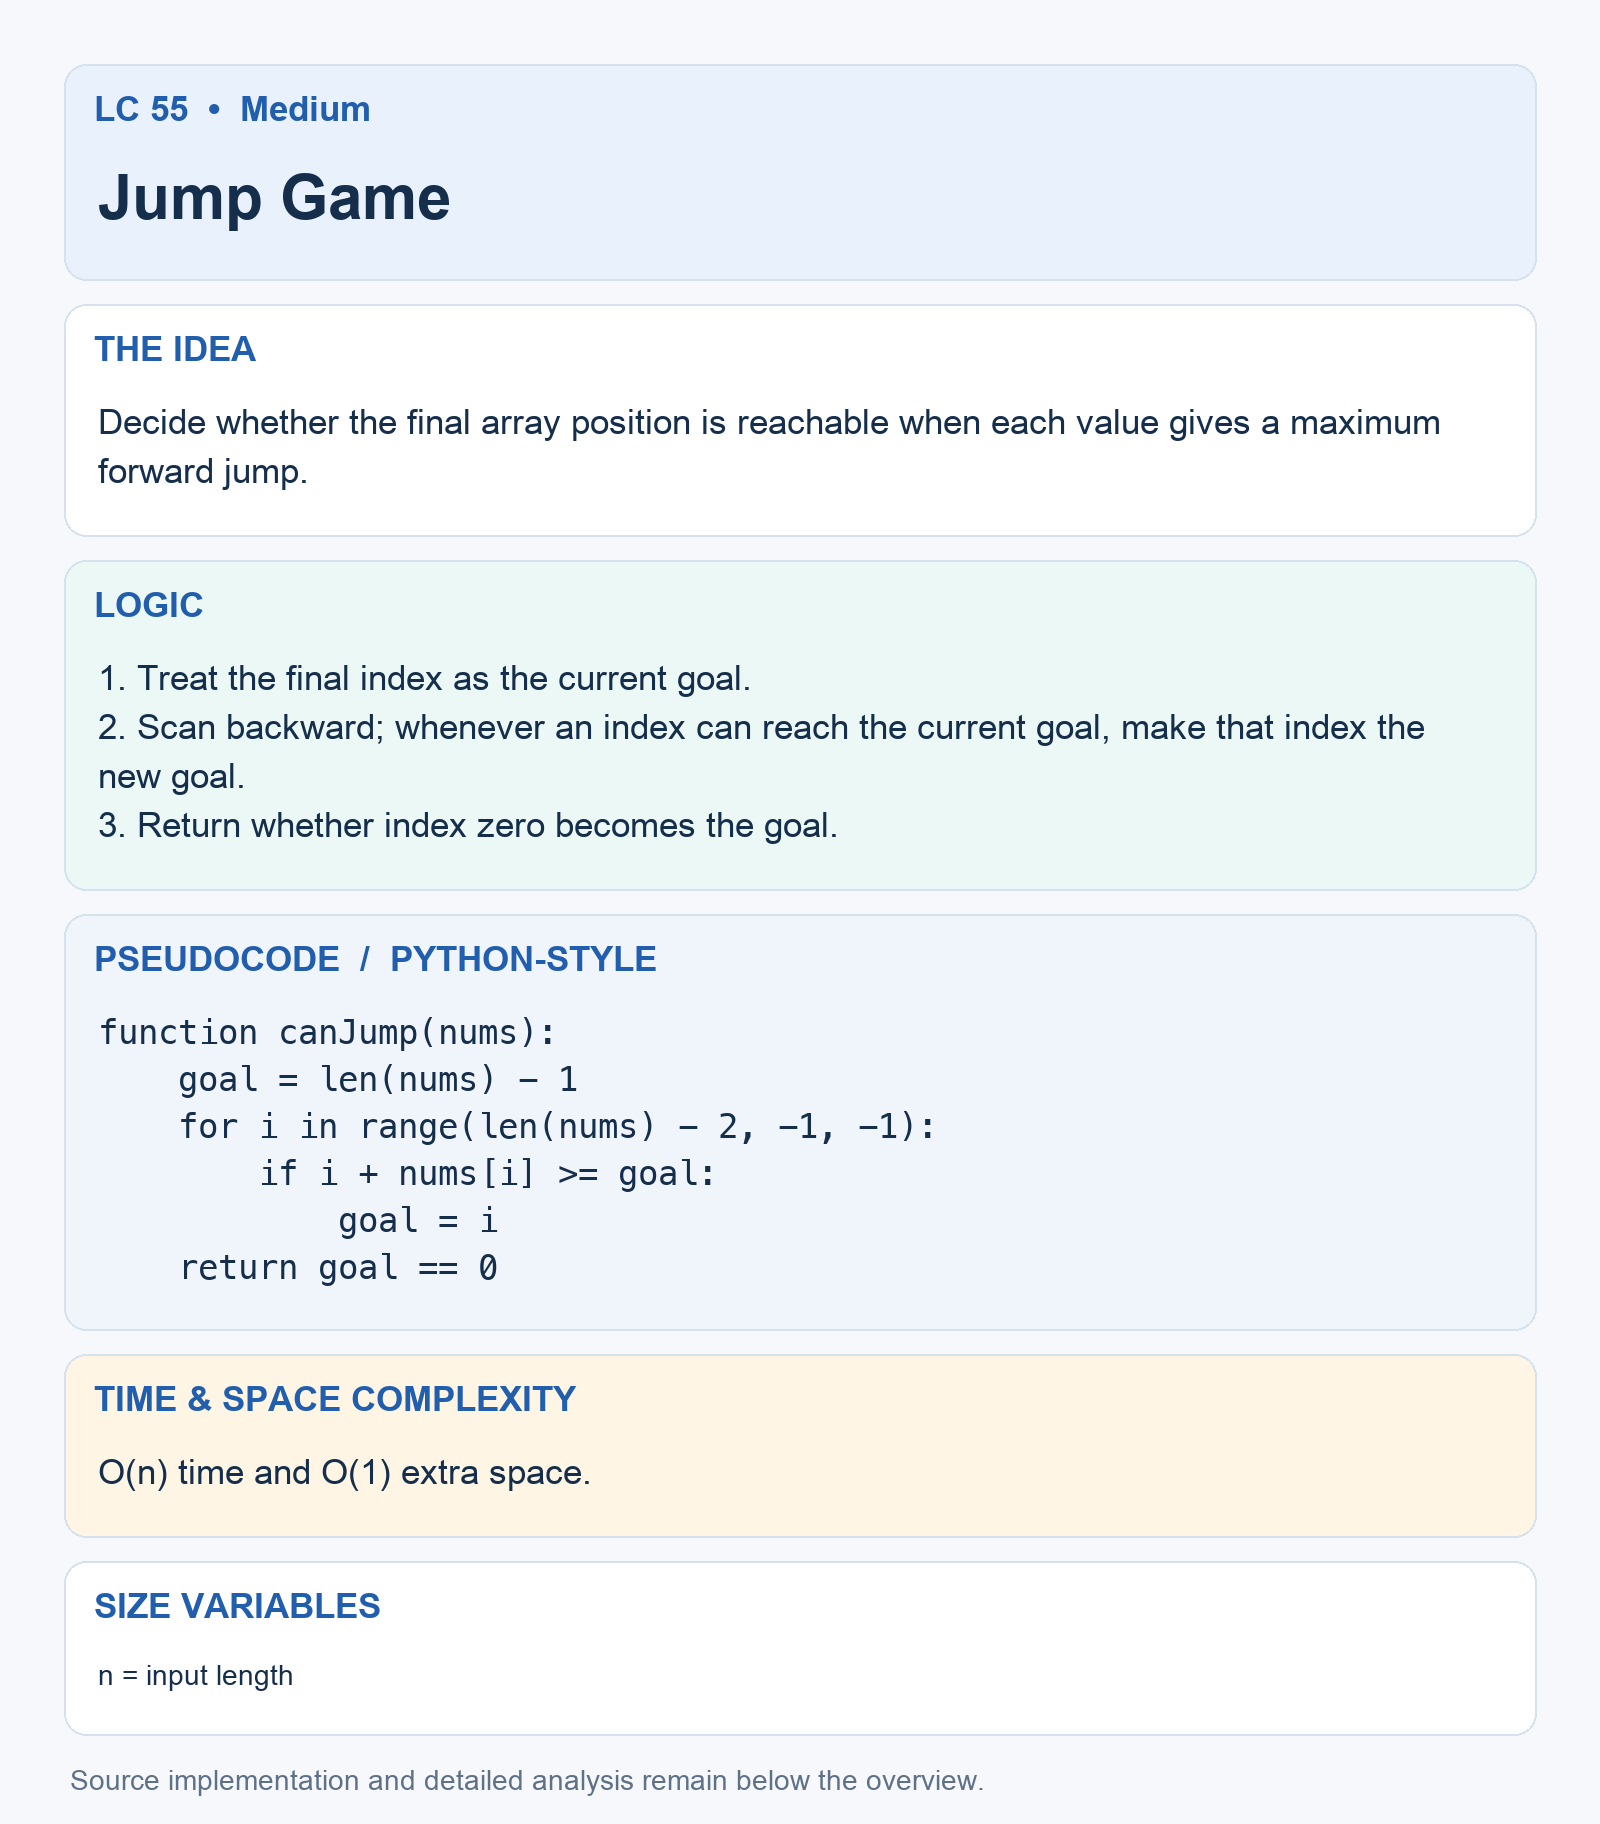 LC 55 • Medium
Jump Game
THE IDEA
Decide whether the final array position is reachable when each value gives a maximum
forward jump.
LOGIC
1. Treat the final index as the current goal.
2. Scan backward; whenever an index can reach the current goal, make that index the
new goal.
3. Return whether index zero becomes the goal.
PSEUDOCODE / PYTHON-STYLE
function canJump(nums):
    goal = len(nums) − 1
    for i in range(len(nums) − 2, −1, −1):
        if i + nums[i] >= goal:
            goal = i
    return goal == 0
TIME & SPACE COMPLEXITY
O(n) time and O(1) extra space.
SIZE VARIABLES
n = input length
Source implementation and detailed analysis remain below the overview.